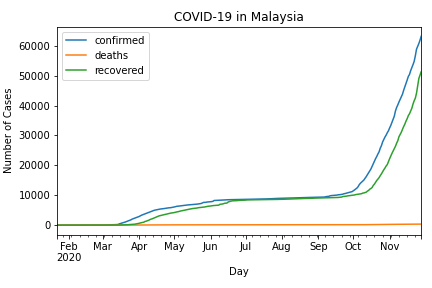 COVID-19 in Malaysia
confirmed
deaths
recovered
Number of Cases
60000
50000
40000
30000
20000
10000
0
Feb Mar Apr May Jun Jul Aug Sep Oct Nov
2020
Day